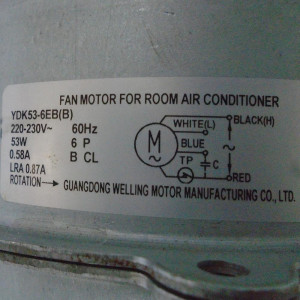 FAN MOTOR FOR ROOM AIR CONDITIONER
YDK53-6EB(B)
220-230V~ 60Hz
53W 6 P
0.58A B CL
LRA 0.87A
ROTATION →
WHITE(L)
BLACK(H)
BLUE
M
TP
C
RED
GUANGDONG WELLING MOTOR MANUFACTURING CO., LTD.